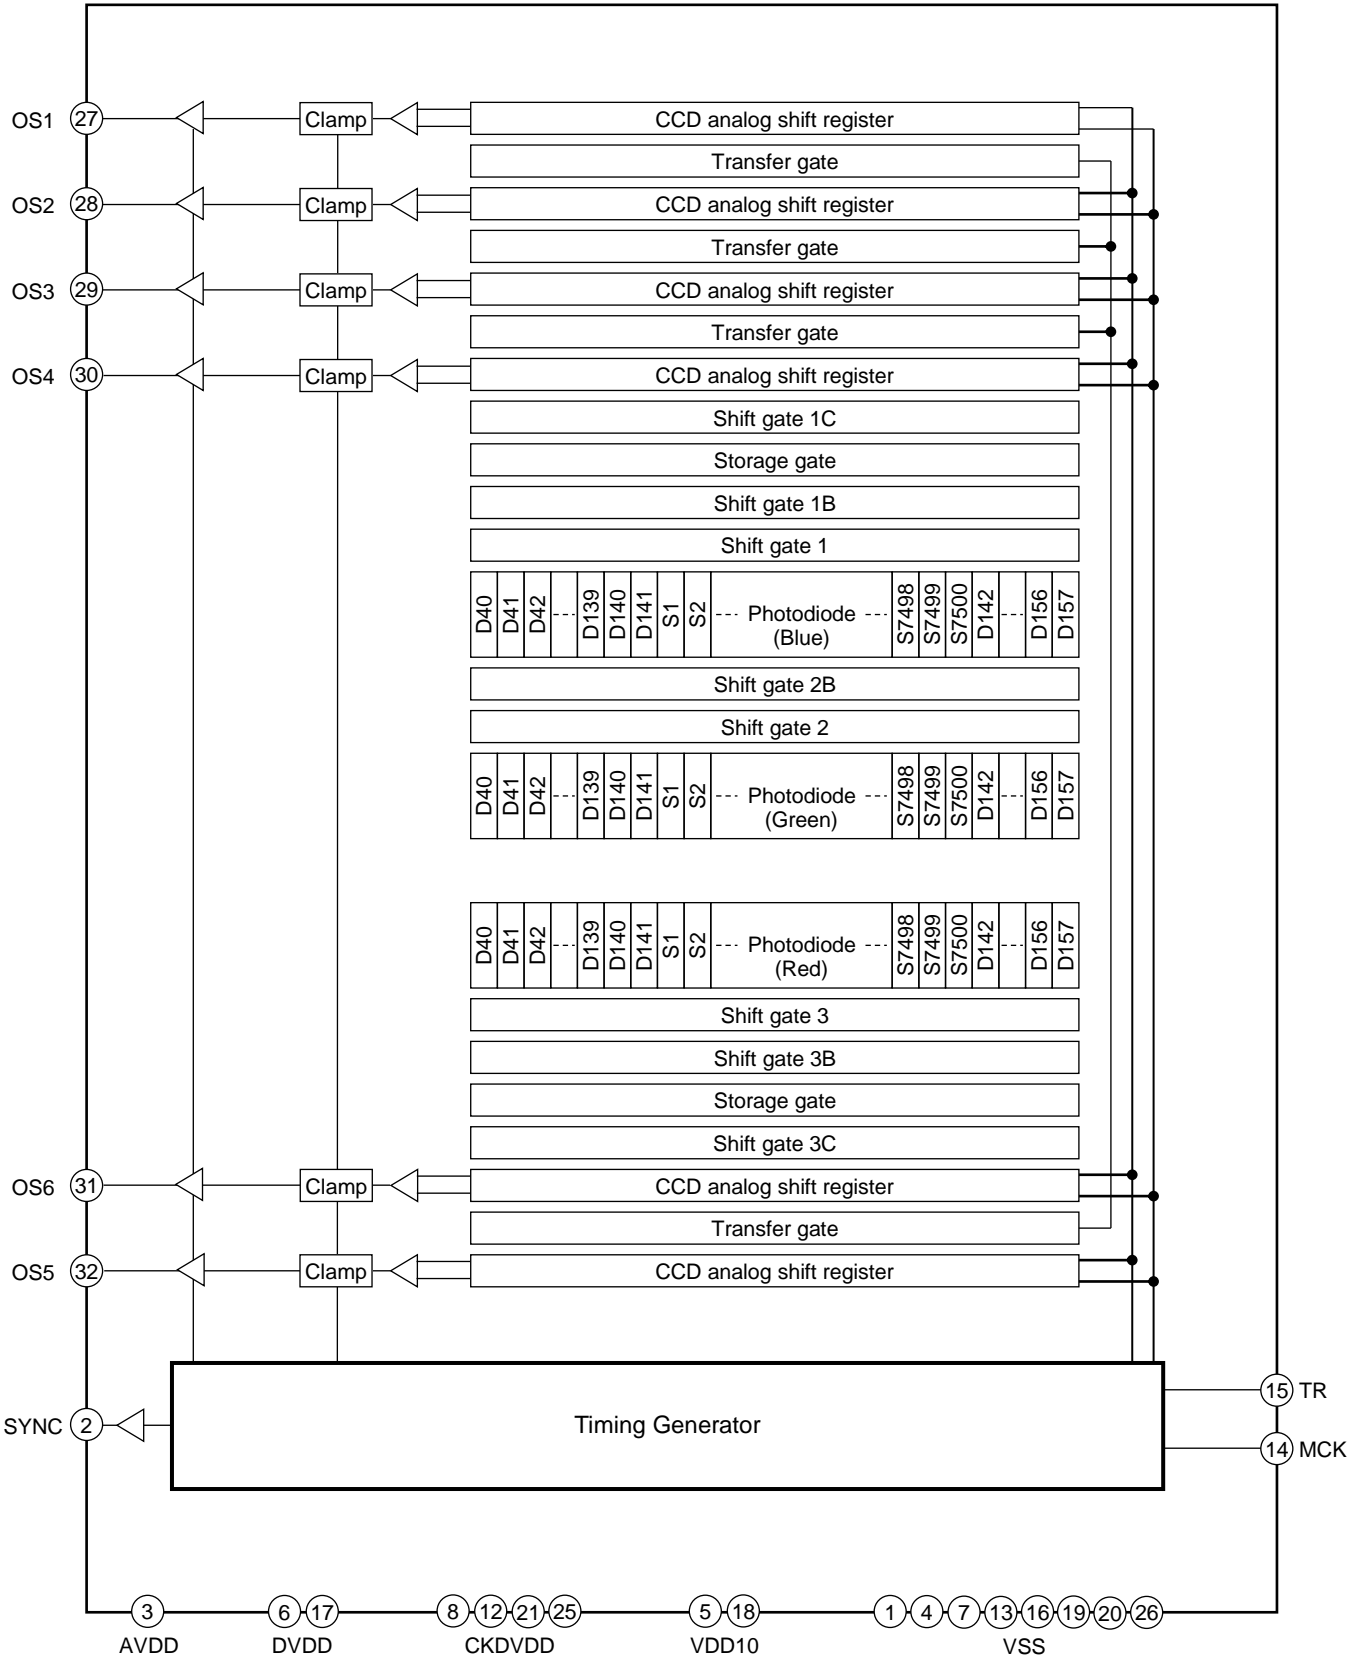 OS1 27 Clamp CCD analog shift register
Transfer gate
OS2 28 Clamp CCD analog shift register
Transfer gate
OS3 29 Clamp CCD analog shift register
Transfer gate
OS4 30 Clamp CCD analog shift register
Shift gate 1C
Storage gate
Shift gate 1B
Shift gate 1
D40 D41 D42 D139 D140 D141 S1 S2 Photodiode (Blue) S7498 S7499 S7500 D142 D156 D157
Shift gate 2B
Shift gate 2
D40 D41 D42 D139 D140 D141 S1 S2 Photodiode (Green) S7498 S7499 S7500 D142 D156 D157
D40 D41 D42 D139 D140 D141 S1 S2 Photodiode (Red) S7498 S7499 S7500 D142 D156 D157
Shift gate 3
Shift gate 3B
Storage gate
Shift gate 3C
OS6 31 Clamp CCD analog shift register
Transfer gate
OS5 32 Clamp CCD analog shift register
15 TR
SYNC 2 Timing Generator
14 MCK
3 6 17 8 12 21 25 5 18 1 4 7 13 16 19 20 26
AVDD DVDD CKDVDD VDD10 VSS